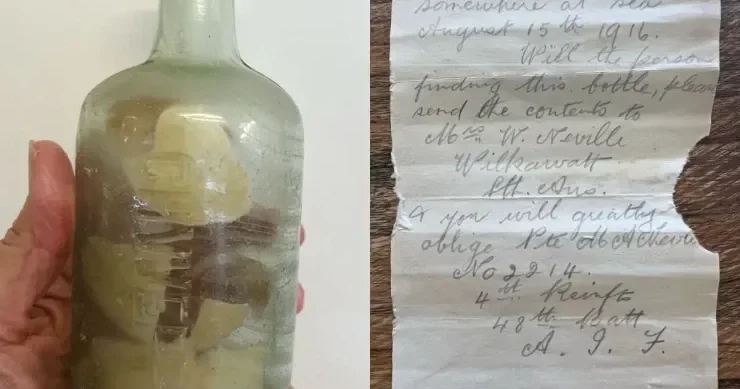 somewhere at sea
August 15th 1916.
Will the person
finding this bottle, please
send the contents to
Mrs W. Neville
Wilkawatt
Sth. Aus.
& you will greatly
oblige Pte M A Neville
No 2214.
4th Reinfts
48th Batt
A. I. F.